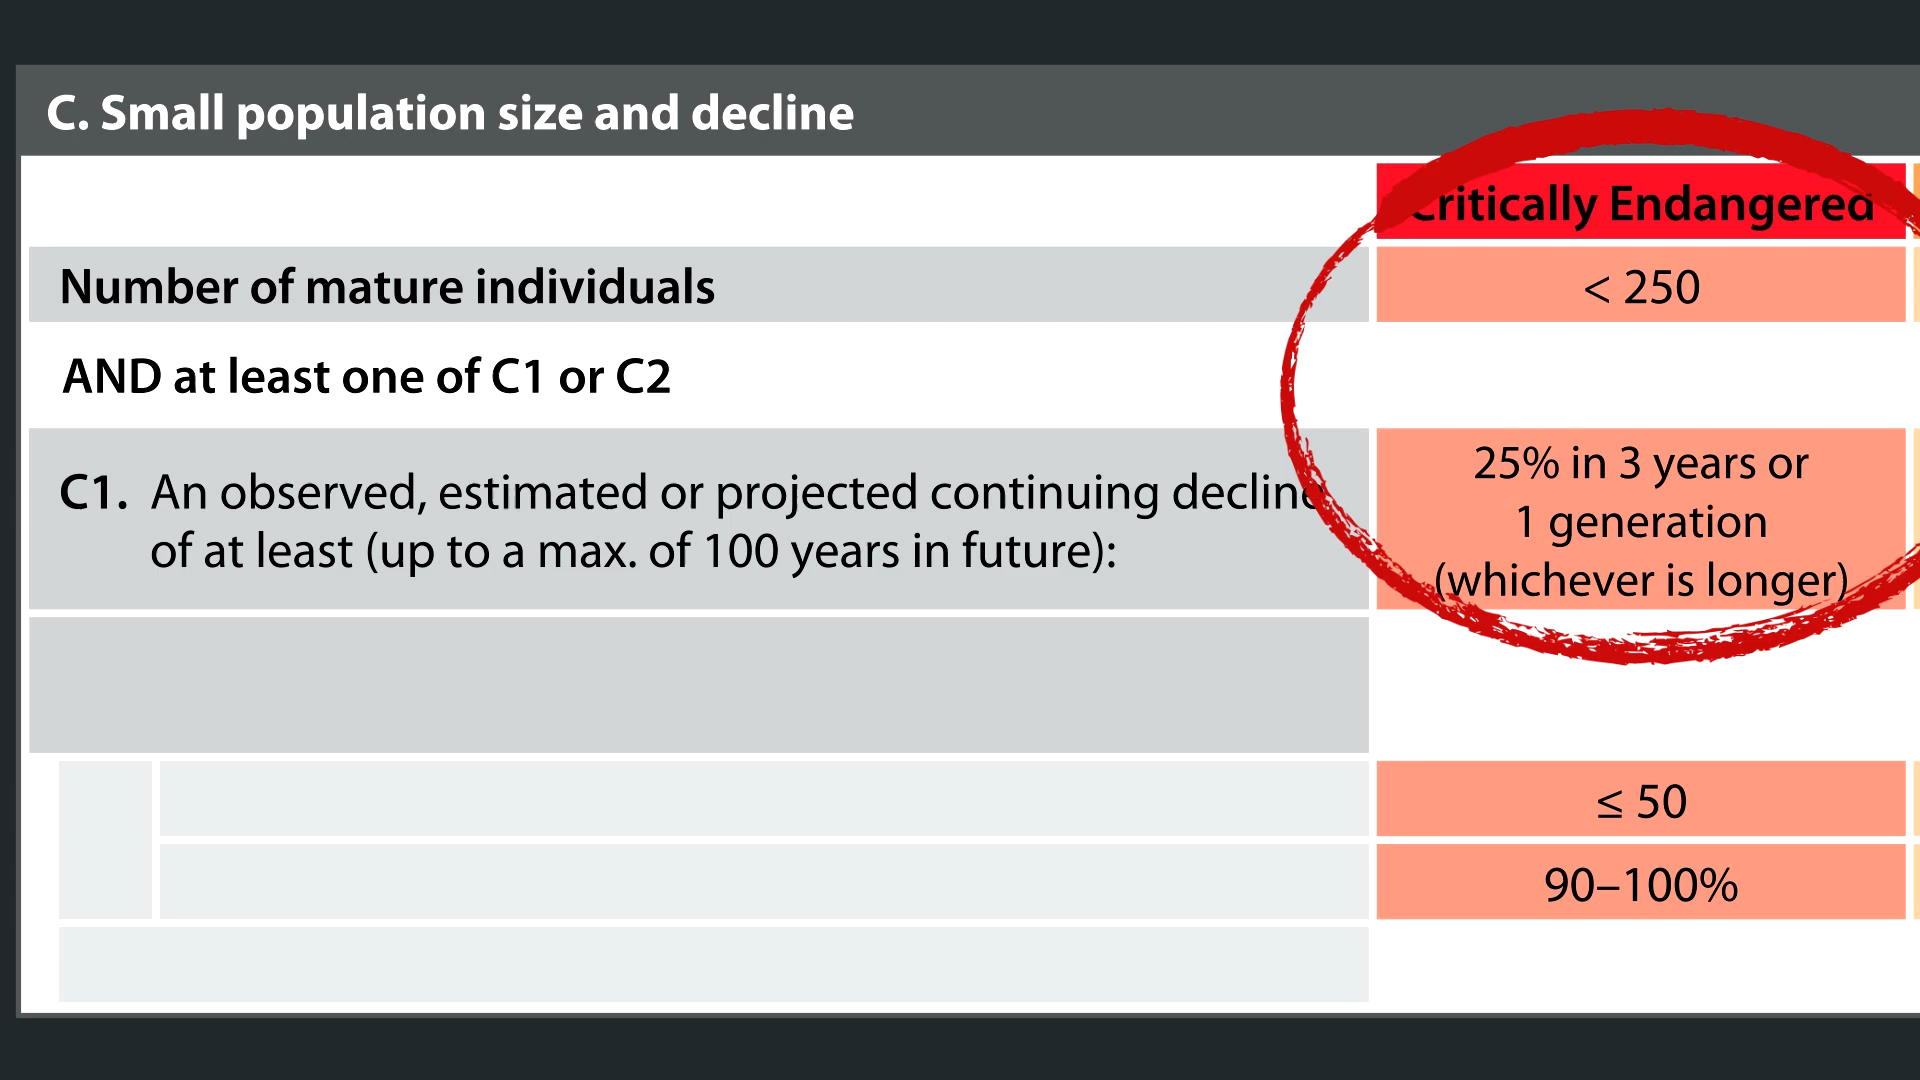 C. Small population size and decline
Critically Endangered
Number of mature individuals
< 250
AND at least one of C1 or C2
C1. An observed, estimated or projected continuing decline
of at least (up to a max. of 100 years in future):
25% in 3 years or
1 generation
(whichever is longer)
≤ 50
90–100%